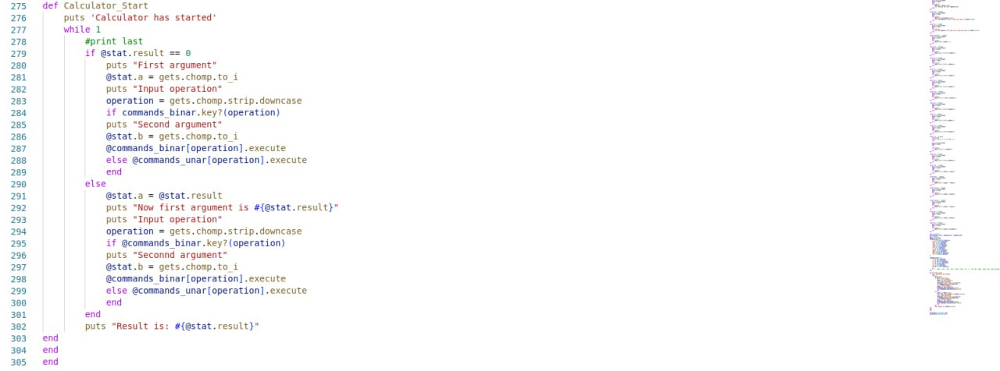 275 def Calculator_Start
276 puts 'Calculator has started'
277 while 1
278 #print last
279 if @stat.result == 0
280 puts "First argument"
281 @stat.a = gets.chomp.to_i
282 puts "Input operation"
283 operation = gets.chomp.strip.downcase
284 if commands_binar.key?(operation)
285 puts "Second argument"
286 @stat.b = gets.chomp.to_i
287 @commands_binar[operation].execute
288 else @commands_unar[operation].execute
289 end
290 else
291 @stat.a = @stat.result
292 puts "Now first argument is #{@stat.result}"
293 puts "Input operation"
294 operation = gets.chomp.strip.downcase
295 if @commands_binar.key?(operation)
296 puts "Seconnd argument"
297 @stat.b = gets.chomp.to_i
298 @commands_binar[operation].execute
299 else @commands_unar[operation].execute
300 end
301 end
302 puts "Result is: #{@stat.result}"
303 end
304 end
305 end